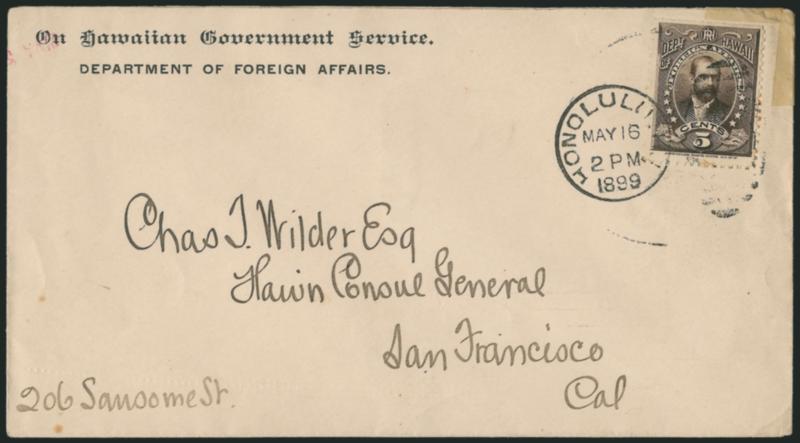 On Hawaiian Government Service.
DEPARTMENT OF FOREIGN AFFAIRS.
DEPT OF FOREIGN AFFAIRS HAWAII
CENTS
5
HONOLULU
MAY 16
2 PM
1899
Chas T. Wilder Esq
Hawn Consul General
San Francisco
Cal
206 Sansome St.